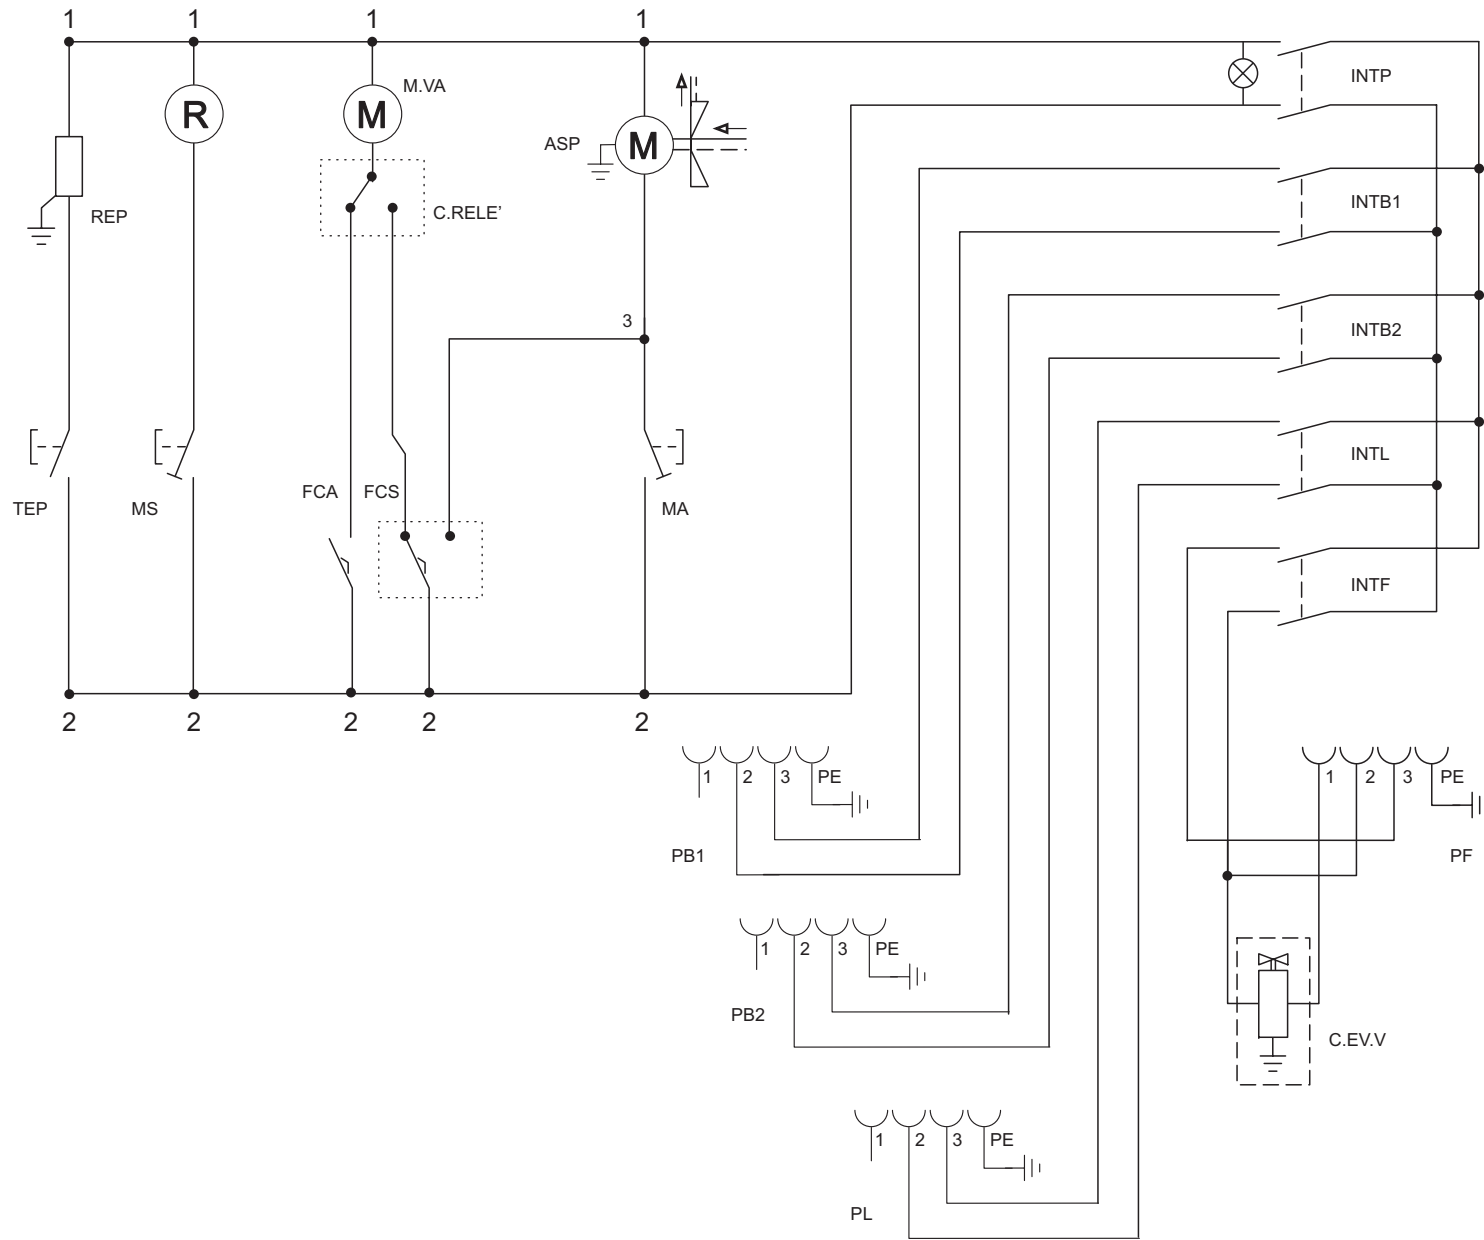 1 1 1 1
M.VA
INTP
R M
ASP M
INTB1
REP C.RELE’
3
INTB2
INTL
FCA FCS
TEP MS MA
INTF
2 2 2 2 2
1 2 3 PE
1 2 3 PE
PB1
PF
1 2 3 PE
PB2
C.EV.V
1 2 3 PE
PL